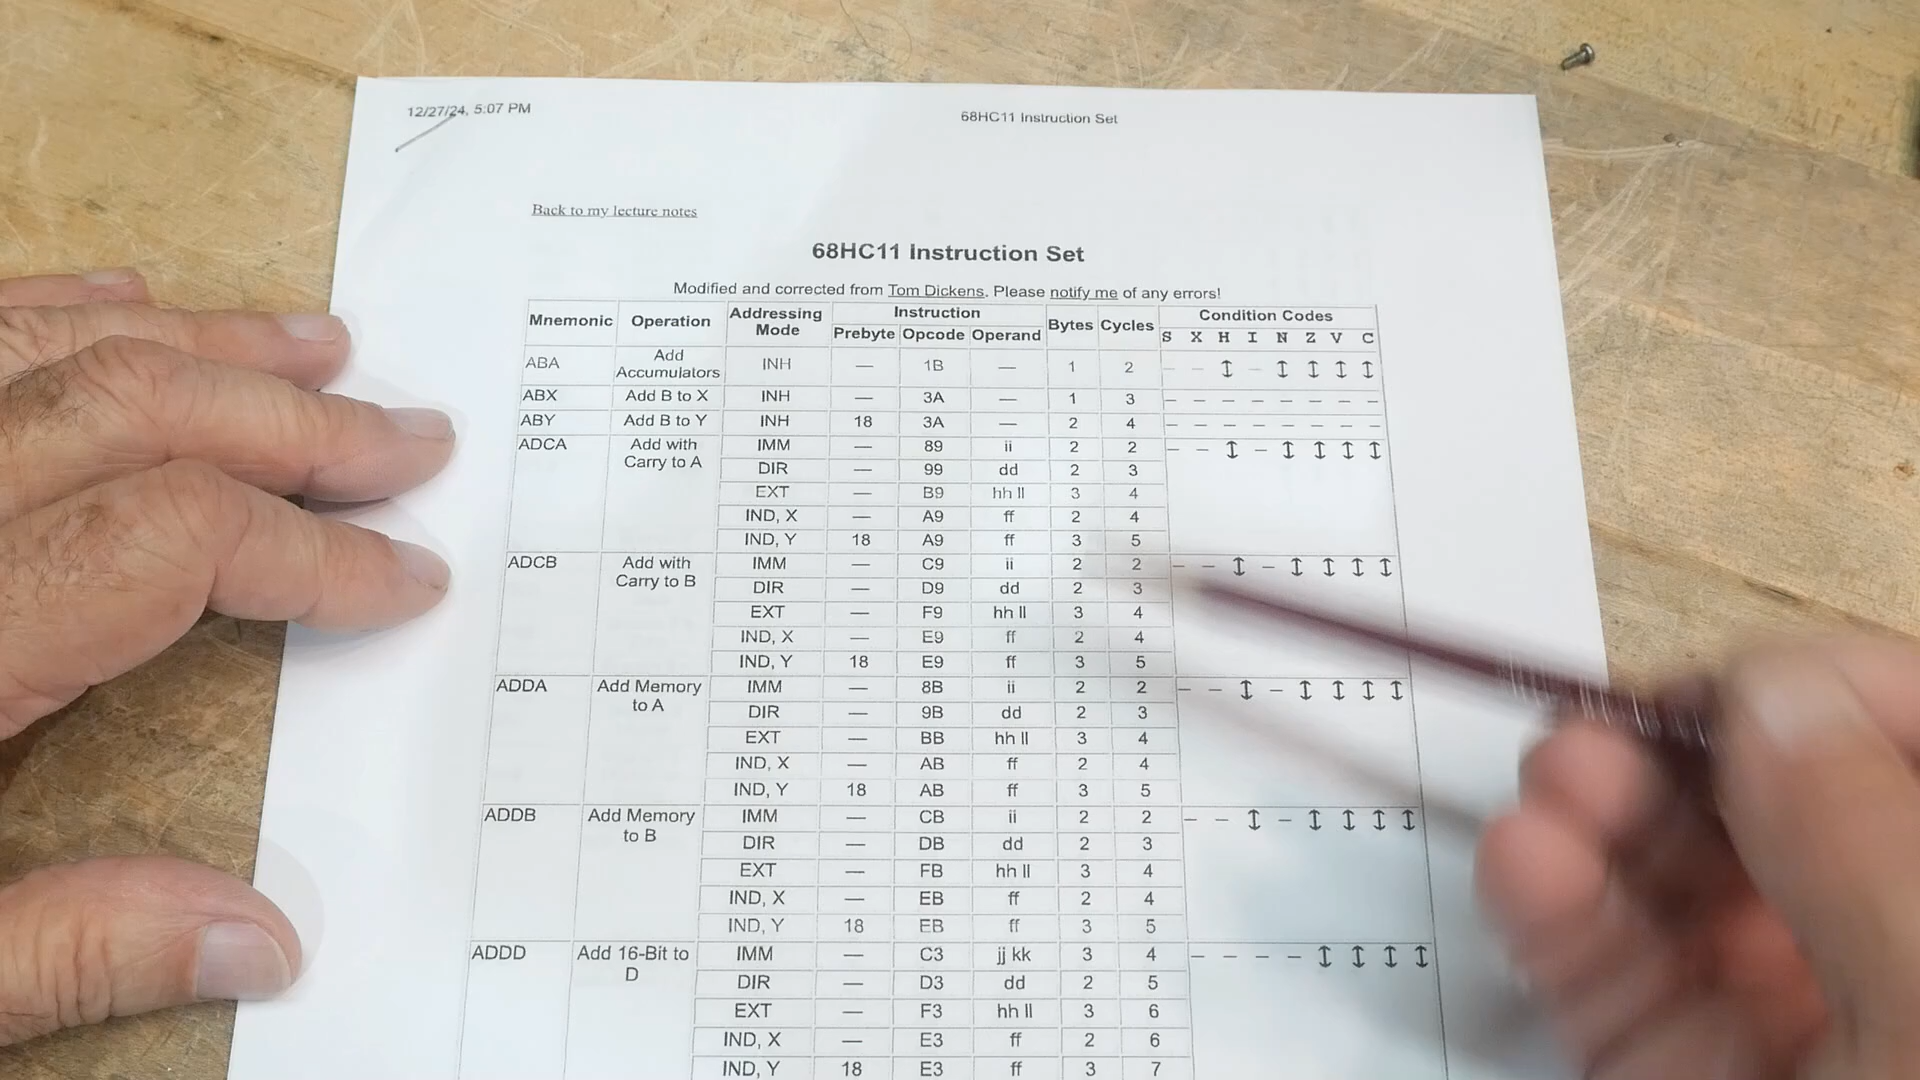 12/27/24, 5:07 PM 68HC11 Instruction Set
Back to my lecture notes
68HC11 Instruction Set
Modified and corrected from Tom Dickens. Please notify me of any errors!
Mnemonic Operation Addressing Mode Instruction Bytes Cycles Condition Codes
Prebyte Opcode Operand S X H I N Z V C
ABA Add Accumulators INH — 1B — 1 2 – – ↕ – ↕ ↕ ↕ ↕
ABX Add B to X INH — 3A — 1 3 – – – – – – – –
ABY Add B to Y INH 18 3A — 2 4 – – – – – – – –
ADCA Add with Carry to A IMM — 89 ii 2 2 – – ↕ – ↕ ↕ ↕ ↕
DIR — 99 dd 2 3
EXT — B9 hh ll 3 4
IND, X — A9 ff 2 4
IND, Y 18 A9 ff 3 5
ADCB Add with Carry to B IMM — C9 ii 2 2 – – ↕ – ↕ ↕ ↕ ↕
DIR — D9 dd 2 3
EXT — F9 hh ll 3 4
IND, X — E9 ff 2 4
IND, Y 18 E9 ff 3 5
ADDA Add Memory to A IMM — 8B ii 2 2 – – ↕ – ↕ ↕ ↕ ↕
DIR — 9B dd 2 3
EXT — BB hh ll 3 4
IND, X — AB ff 2 4
IND, Y 18 AB ff 3 5
ADDB Add Memory to B IMM — CB ii 2 2 – – ↕ – ↕ ↕ ↕ ↕
DIR — DB dd 2 3
EXT — FB hh ll 3 4
IND, X — EB ff 2 4
IND, Y 18 EB ff 3 5
ADDD Add 16-Bit to D IMM — C3 jj kk 3 4 – – – – ↕ ↕ ↕ ↕
DIR — D3 dd 2 5
EXT — F3 hh ll 3 6
IND, X — E3 ff 2 6
IND, Y 18 E3 ff 3 7